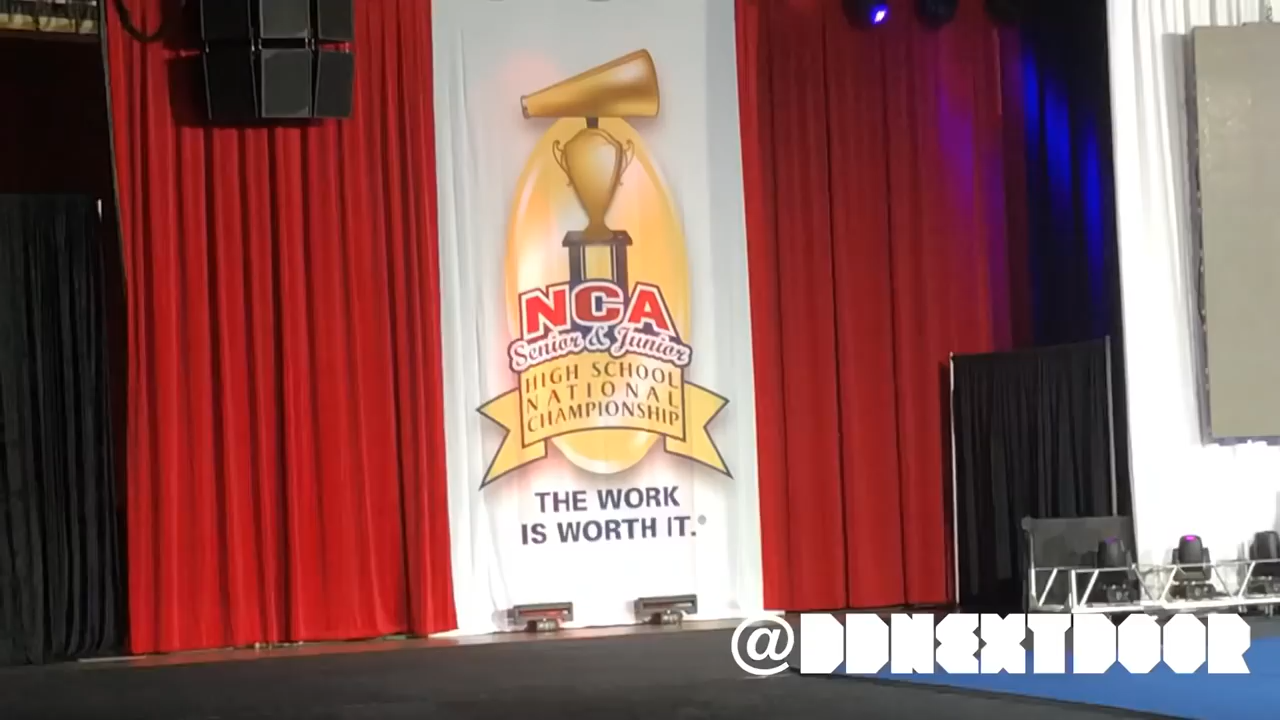 NCA
Senior & Junior
HIGH SCHOOL
NATIONAL
CHAMPIONSHIP
THE WORK
IS WORTH IT.®
@DDNEXTDOOR